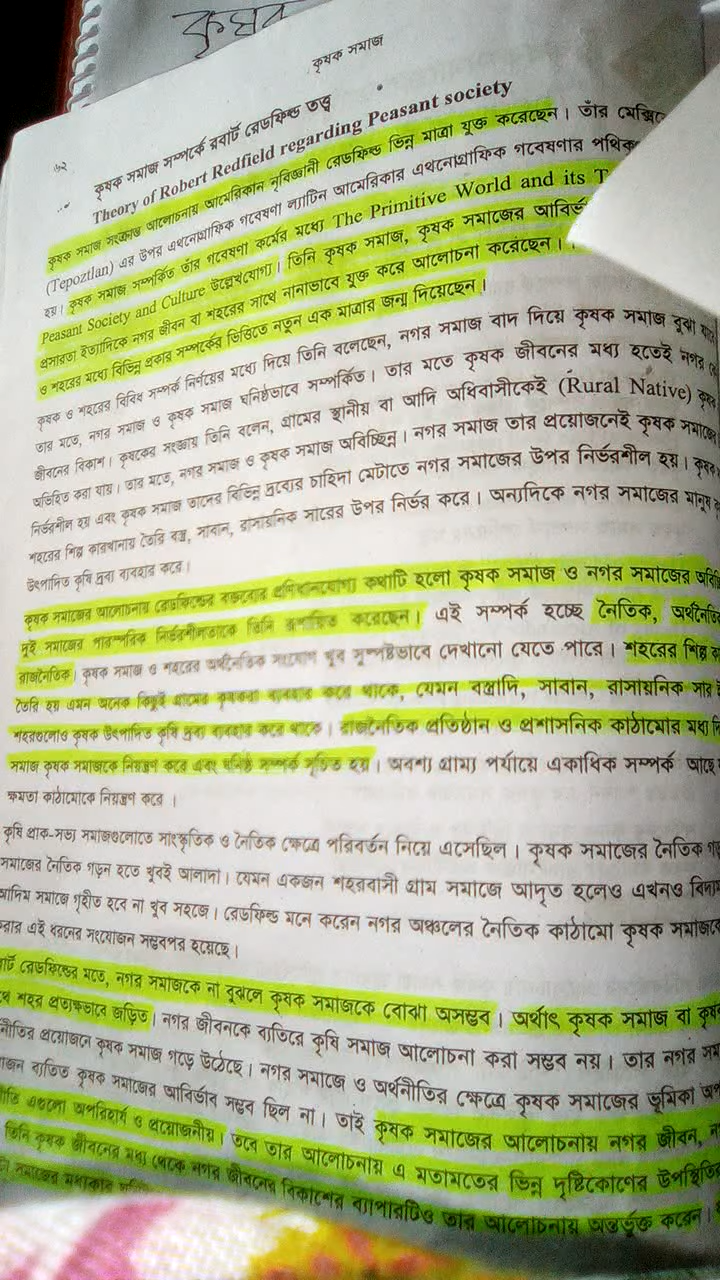 কৃষক
কৃষক সমাজ
৬২
কৃষক সমাজ সম্পর্কে রবার্ট রেডফিল্ড তত্ত্ব
Theory of Robert Redfield regarding Peasant society
কৃষক সমাজ সংক্রান্ত আলোচনায় আমেরিকান নৃবিজ্ঞানী রেডফিল্ড ভিন্ন মাত্রা যুক্ত করেছেন। তাঁর
(Tepoztlan) এর উপর এথনোগ্রাফিক গবেষণা ল্যাটিন আমেরিকার এথনোগ্রাফিক গবেষণার
হয়। কৃষক সমাজ সম্পর্কিত তাঁর গবেষণা কর্মের মধ্যে The Primitive World and its
Peasant Society and Culture উল্লেখযোগ্য। তিনি কৃষক সমাজ, কৃষক সমাজের
প্রসারতা ইত্যাদিকে নগর জীবন বা শহরের সাথে নানাভাবে যুক্ত করে আলোচনা করেছেন।
ও শহরের মধ্যে বিভিন্ন প্রকার সম্পর্কের ভিত্তিতে নতুন এক মাত্রার জন্ম দিয়েছেন।
কৃষক ও শহরের বিবিধ সম্পর্ক নির্ণয়ের মধ্যে দিয়ে তিনি বলেছেন, নগর সমাজ বাদ দিয়ে কৃষক সমাজ বুঝা
তার মতে, নগর সমাজ ও কৃষক সমাজ ঘনিষ্ঠভাবে সম্পর্কিত। তার মতে কৃষক জীবনের মধ্য হতেই নগর
জীবনের বিকাশ। কৃষকের সংজ্ঞায় তিনি বলেন, গ্রামের স্থানীয় বা আদি অধিবাসীকেই (Rural Native)
অভিহিত করা যায়। তার মতে, নগর সমাজ ও কৃষক সমাজ অবিচ্ছিন্ন। নগর সমাজ তার প্রয়োজনেই কৃষক সমাজের
নির্ভরশীল হয় এবং কৃষক সমাজ তাদের বিভিন্ন দ্রব্যের চাহিদা মেটাতে নগর সমাজের উপর নির্ভরশীল হয়।
শহরের শিল্প কারখানায় তৈরি বস্ত্র, সাবান, রাসায়নিক সারের উপর নির্ভর করে। অন্যদিকে নগর সমাজের মানুষ
উৎপাদিত কৃষি দ্রব্য ব্যবহার করে।
কৃষক সমাজের আলোচনায় রেডফিল্ডের বক্তব্যের প্রণিধানযোগ্য কথাটি হলো কৃষক সমাজ ও নগর সমাজের
দুই সমাজের পারস্পরিক নির্ভরশীলতাকে তিনি রূপায়িত করেছেন। এই সম্পর্ক হচ্ছে নৈতিক, অর্থনৈতিক
রাজনৈতিক। কৃষক সমাজ ও শহরের অর্থনৈতিক সংযোগ খুব সুস্পষ্টভাবে দেখানো যেতে পারে। শহরের শিল্প
তৈরি হয় এমন অনেক কিছুই গ্রামের কৃষকরা ব্যবহার করে থাকে, যেমন বস্ত্রাদি, সাবান, রাসায়নিক সার
শহরগুলোও কৃষক উৎপাদিত কৃষি দ্রব্য ব্যবহার করে থাকে। রাজনৈতিক প্রতিষ্ঠান ও প্রশাসনিক কাঠামোর মধ্য
সমাজ কৃষক সমাজকে নিয়ন্ত্রণ করে এবং ঘনিষ্ঠ সম্পর্ক সূচিত হয়। অবশ্য গ্রাম্য পর্যায়ে একাধিক সম্পর্ক আছে
ক্ষমতা কাঠামোকে নিয়ন্ত্রণ করে।
কৃষি প্রাক-সভ্য সমাজগুলোতে সাংস্কৃতিক ও নৈতিক ক্ষেত্রে পরিবর্তন নিয়ে এসেছিল। কৃষক সমাজের নৈতিক
সমাজের নৈতিক গড়ন হতে খুবই আলাদা। যেমন একজন শহরবাসী গ্রাম সমাজে আদৃত হলেও এখনও
আদিম সমাজে গৃহীত হবে না খুব সহজে। রেডফিল্ড মনে করেন নগর অঞ্চলের নৈতিক কাঠামো কৃষক
এই ধরনের সংযোজন সম্ভবপর হয়েছে।
রেডফিল্ডের মতে, নগর সমাজকে না বুঝলে কৃষক সমাজকে বোঝা অসম্ভব। অর্থাৎ কৃষক সমাজ বা
শহর প্রত্যক্ষভাবে জড়িত। নগর জীবনকে ব্যতিরে কৃষি সমাজ আলোচনা করা সম্ভব নয়। তার নগর
প্রয়োজনে কৃষক সমাজ গড়ে উঠেছে। নগর সমাজে ও অর্থনীতির ক্ষেত্রে কৃষক সমাজের ভূমিকা
ব্যতিত কৃষক সমাজের আবির্ভাব সম্ভব ছিল না। তাই কৃষক সমাজের আলোচনায় নগর জীবন,
এগুলো অপরিহার্য ও প্রয়োজনীয়। তবে তার আলোচনায় এ মতামতের ভিন্ন দৃষ্টিকোণের
তিনি কৃষক জীবনের মধ্য থেকে নগর জীবনের বিকাশের ব্যাপারটিও তার আলোচনায় অন্তর্ভুক্ত করেন।